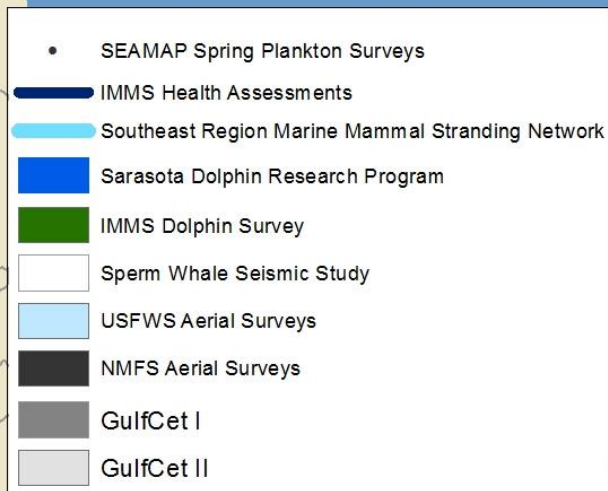 SEAMAP Spring Plankton Surveys
IMMS Health Assessments
Southeast Region Marine Mammal Stranding Network
Sarasota Dolphin Research Program
IMMS Dolphin Survey
Sperm Whale Seismic Study
USFWS Aerial Surveys
NMFS Aerial Surveys
GulfCet I
GulfCet II